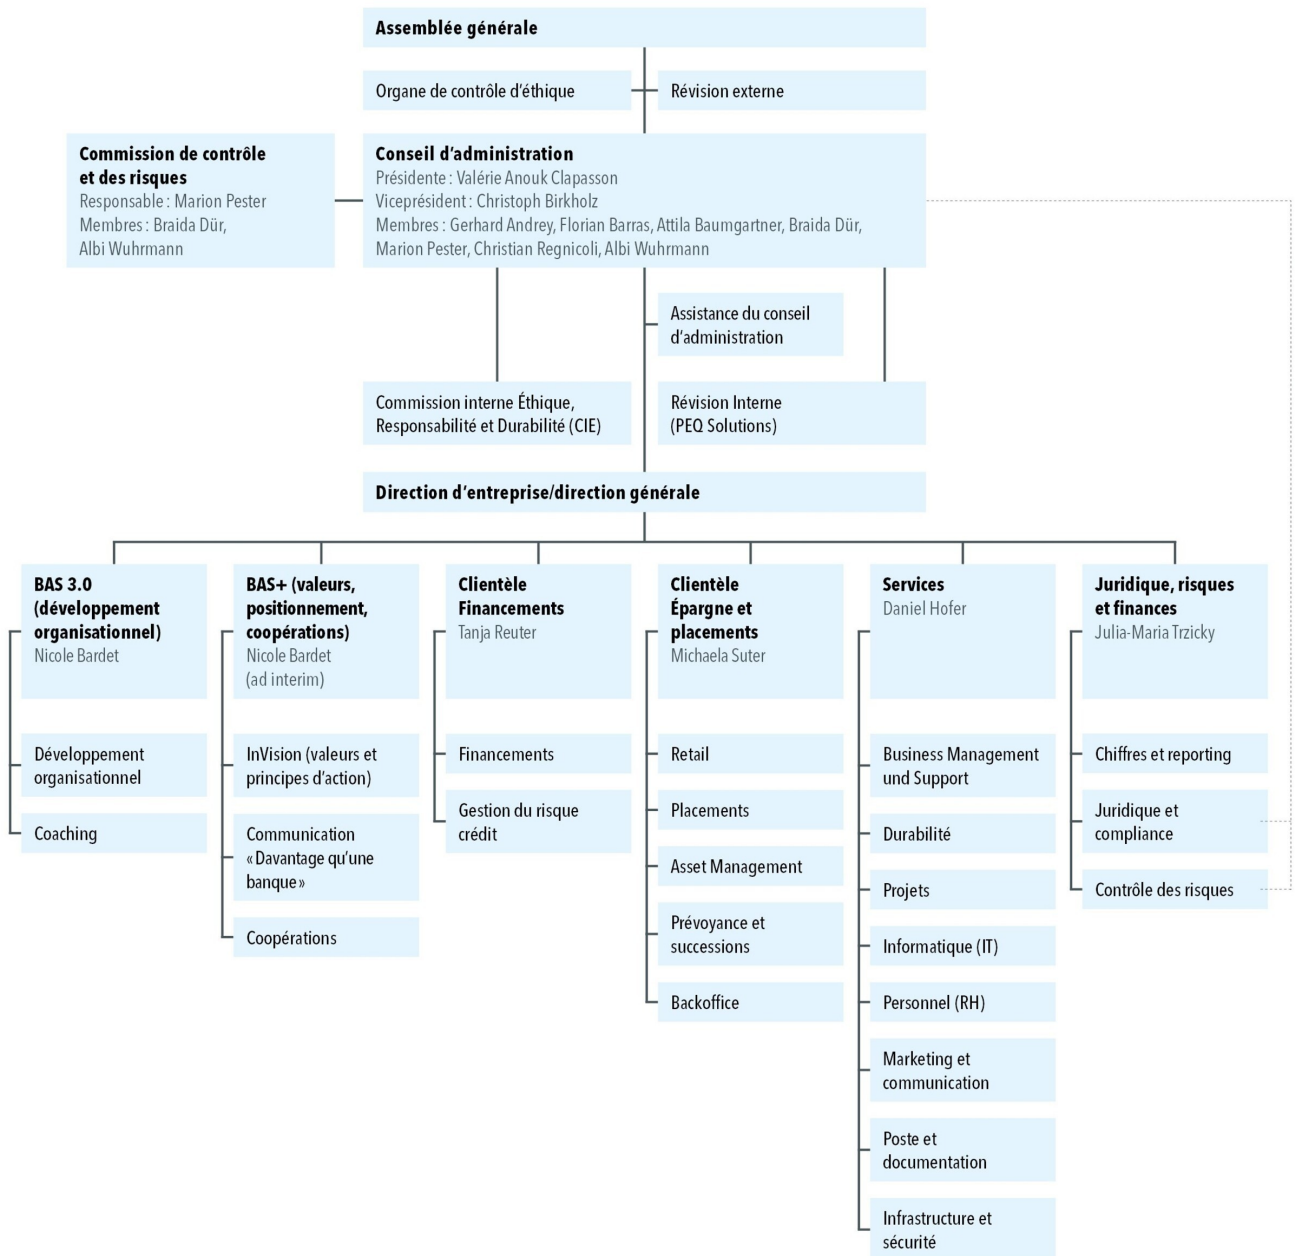 Assemblée générale
Organe de contrôle d’éthique
Révision externe
Commission de contrôle
et des risques
Responsable : Marion Pester
Membres : Braida Dür,
Albi Wuhrmann
Conseil d’administration
Présidente : Valérie Anouk Clapasson
Viceprésident : Christoph Birkholz
Membres : Gerhard Andrey, Florian Barras, Attila Baumgartner, Braida Dür,
Marion Pester, Christian Regnicoli, Albi Wuhrmann
Assistance du conseil
d’administration
Commission interne Éthique,
Responsabilité et Durabilité (CIE)
Révision Interne
(PEQ Solutions)
Direction d’entreprise/direction générale
BAS 3.0
(développement
organisationnel)
Nicole Bardet
Développement
organisationnel
Coaching
BAS+ (valeurs,
positionnement,
coopérations)
Nicole Bardet
(ad interim)
InVision (valeurs et
principes d’action)
Communication
«Davantage qu’une
banque»
Coopérations
Clientèle
Financements
Tanja Reuter
Financements
Gestion du risque
crédit
Clientèle
Épargne et
placements
Michaela Suter
Retail
Placements
Asset Management
Prévoyance et
successions
Backoffice
Services
Daniel Hofer
Business Management
und Support
Durabilité
Projets
Informatique (IT)
Personnel (RH)
Marketing et
communication
Poste et
documentation
Infrastructure et
sécurité
Juridique, risques
et finances
Julia-Maria Trzicky
Chiffres et reporting
Juridique et
compliance
Contrôle des risques